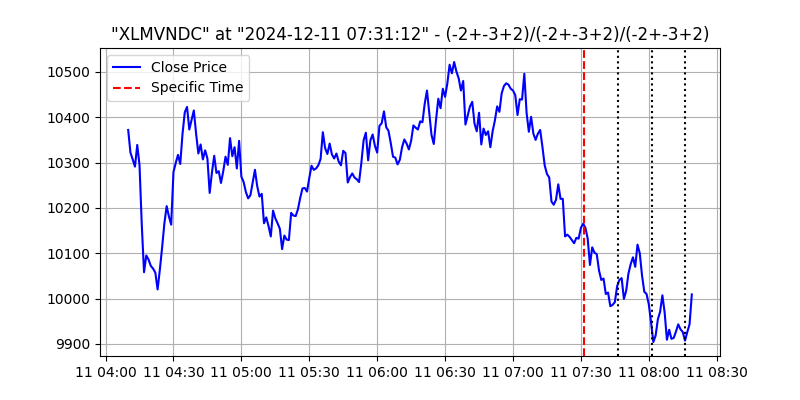 "XLMVNDC" at "2024-12-11 07:31:12" - (-2+-3+2)/(-2+-3+2)/(-2+-3+2)
Close Price
Specific Time
10500
10400
10300
10200
10100
10000
9900
11 04:00 11 04:30 11 05:00 11 05:30 11 06:00 11 06:30 11 07:00 11 07:30 11 08:00 11 08:30